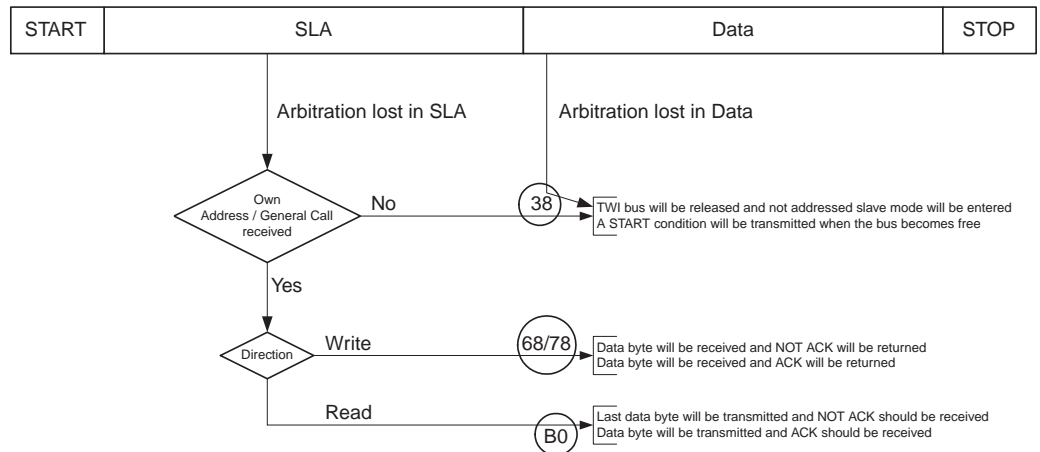 START SLA Data STOP
Arbitration lost in SLA Arbitration lost in Data
Own
Address / General Call
received
No
38
TWI bus will be released and not addressed slave mode will be entered
A START condition will be transmitted when the bus becomes free
Yes
Direction
Write
68/78
Data byte will be received and NOT ACK will be returned
Data byte will be received and ACK will be returned
Read
B0
Last data byte will be transmitted and NOT ACK should be received
Data byte will be transmitted and ACK should be received